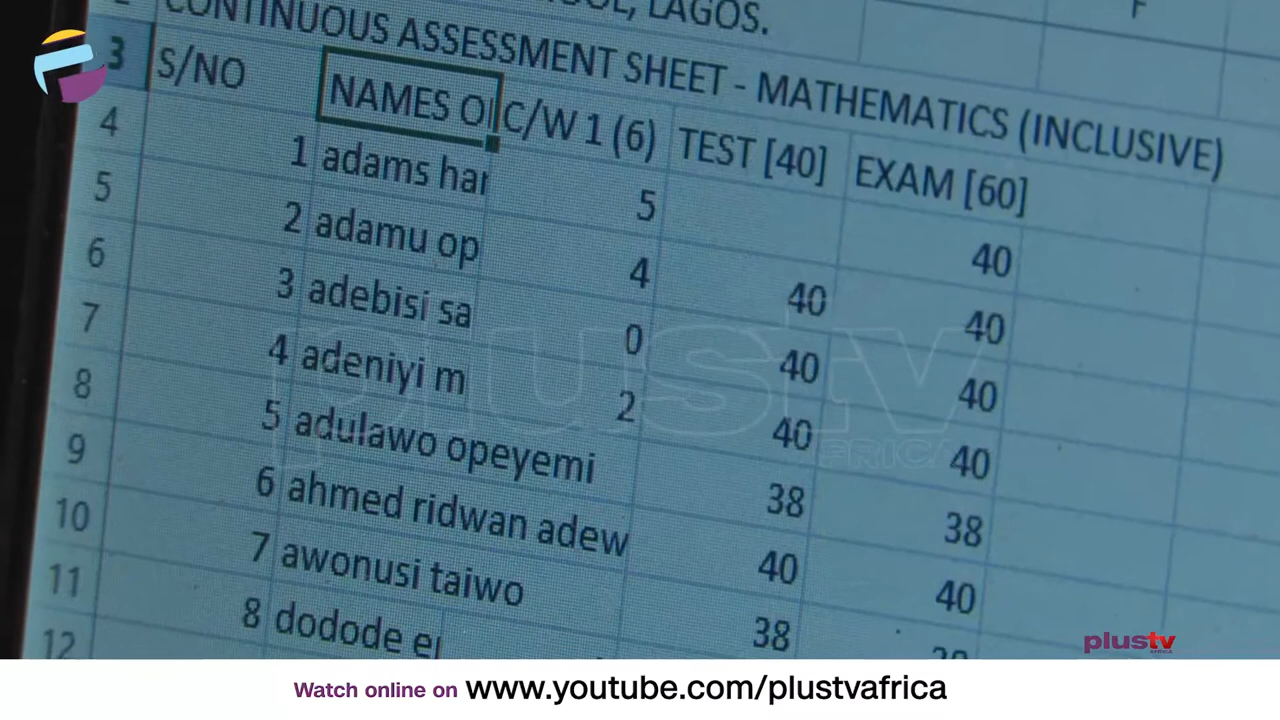 OL, LAGOS.
F
CONTINUOUS ASSESSMENT SHEET - MATHEMATICS (INCLUSIVE)
3 S/NO NAMES O C/W 1 (6) TEST [40] EXAM [60]
4 1 adams har 5 40
5 2 adamu op 4 40 40
6 3 adebisi sa 0 40 40
7 4 adeniyi m 2 40 40
8 5 adulawo opeyemi 38 38
9 6 ahmed ridwan adew 40 40
10 7 awonusi taiwo 38
11 8 dodode e
12
plustv
AFRICA
plustv
AFRICA
Watch online on www.youtube.com/plustvafrica